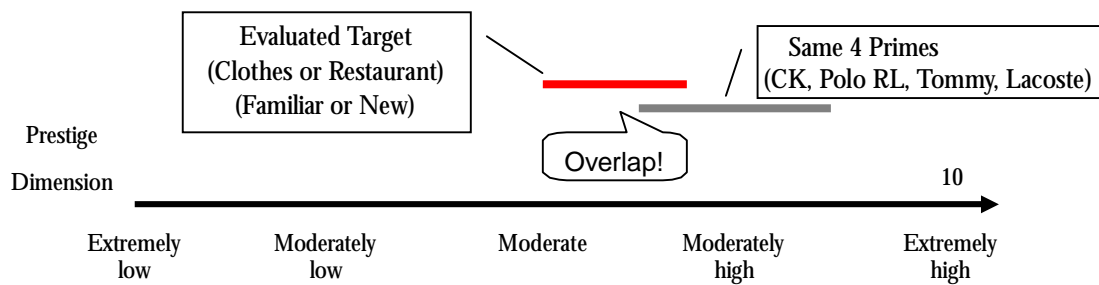 Evaluated Target
(Clothes or Restaurant)
(Familiar or New)
Same 4 Primes
(CK, Polo RL, Tommy, Lacoste)
Overlap!
Prestige
Dimension
10
Extremely
low
Moderately
low
Moderate
Moderately
high
Extremely
high